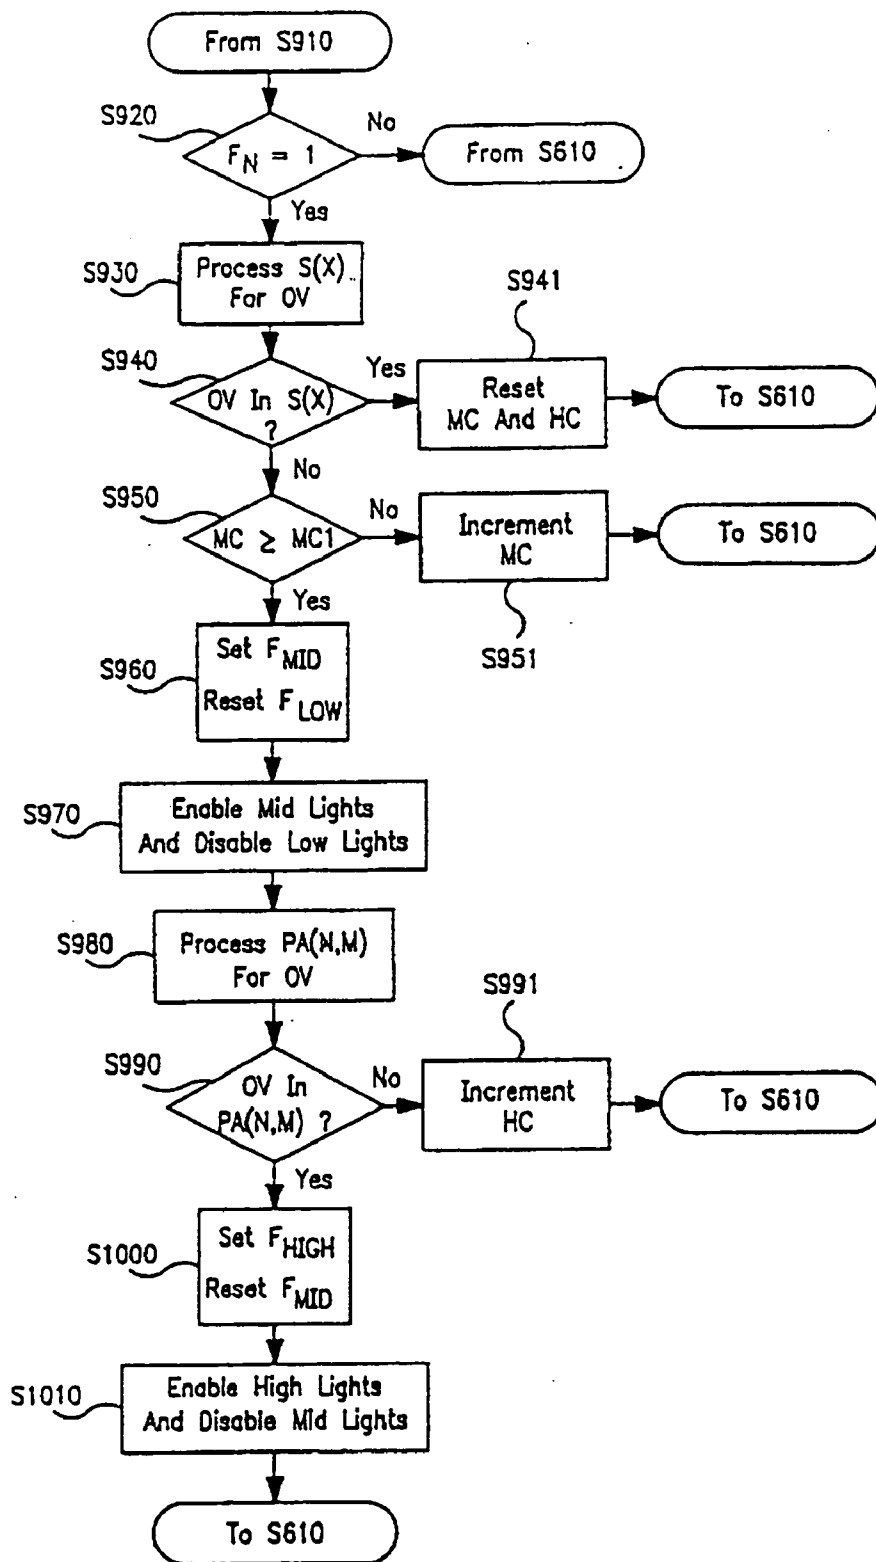 From S910
S920
F_N = 1
No
From S610
Yes
S930
Process S(X)
For OV
S941
S940
OV In S(X)
?
Yes
Reset
MC And HC
To S610
No
S950
MC ≥ MC1
No
Increment
MC
To S610
Yes
S951
S960
Set F_MID
Reset F_LOW
S970
Enable Mid Lights
And Disable Low Lights
S980
Process PA(N,M)
For OV
S991
S990
OV In
PA(N,M) ?
No
Increment
HC
To S610
Yes
S1000
Set F_HIGH
Reset F_MID
S1010
Enable High Lights
And Disable Mid Lights
To S610